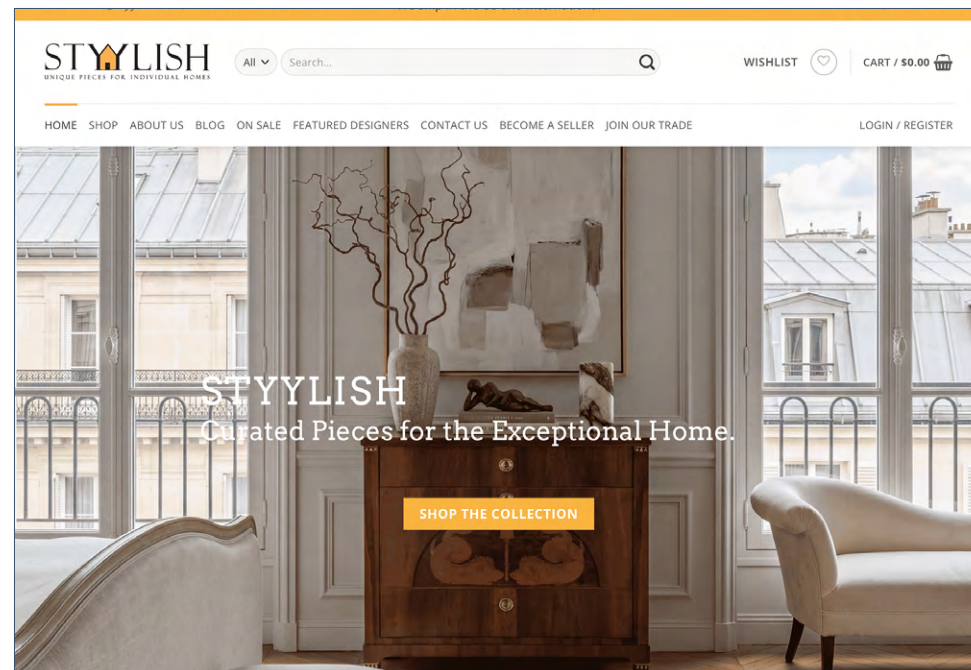 STYYLISH
UNIQUE PIECES FOR INDIVIDUAL HOMES
All
Search...
WISHLIST
CART / $0.00
HOME SHOP ABOUT US BLOG ON SALE FEATURED DESIGNERS CONTACT US BECOME A SELLER JOIN OUR TRADE
LOGIN / REGISTER
STYYLISH
Curated Pieces for the Exceptional Home.
SHOP THE COLLECTION